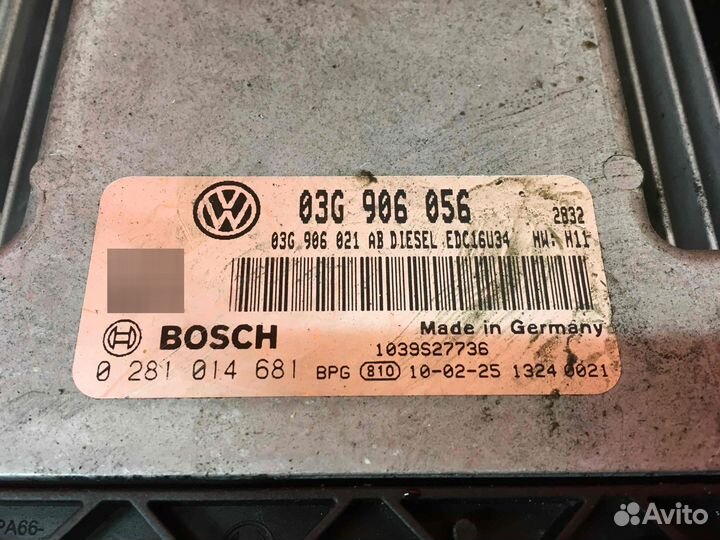 03G 906 056
2832
03G 906 021 AB DIESEL EDC16U34 HW: H11
BOSCH
Made in Germany
1039S27736
0 281 014 681 BPG 810 10-02-25 1324 0021
PA66-
Avito